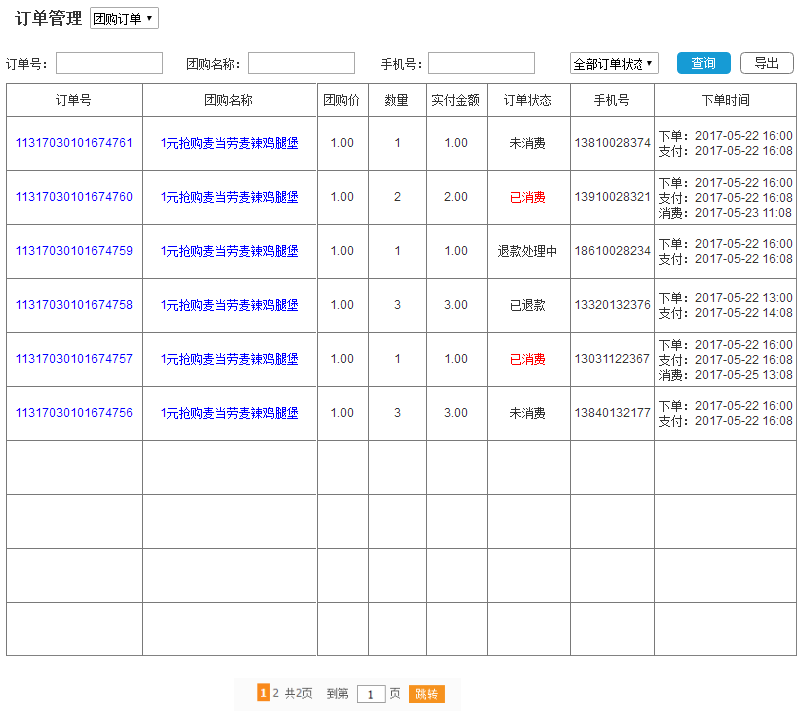 订单管理 团购订单
订单号： 团购名称： 手机号： 全部订单状态 查询 导出
订单号 团购名称 团购价 数量 实付金额 订单状态 手机号 下单时间
11317030101674761 1元抢购麦当劳麦辣鸡腿堡 1.00 1 1.00 未消费 13810028374 下单：2017-05-22 16:00
支付：2017-05-22 16:08
11317030101674760 1元抢购麦当劳麦辣鸡腿堡 1.00 2 2.00 已消费 13910028321 下单：2017-05-22 16:00
支付：2017-05-22 16:08
消费：2017-05-23 11:08
11317030101674759 1元抢购麦当劳麦辣鸡腿堡 1.00 1 1.00 退款处理中 18610028234 下单：2017-05-22 16:00
支付：2017-05-22 16:08
11317030101674758 1元抢购麦当劳麦辣鸡腿堡 1.00 3 3.00 已退款 13320132376 下单：2017-05-22 13:00
支付：2017-05-22 14:08
11317030101674757 1元抢购麦当劳麦辣鸡腿堡 1.00 1 1.00 已消费 13031122367 下单：2017-05-22 16:00
支付：2017-05-22 16:08
消费：2017-05-25 13:08
11317030101674756 1元抢购麦当劳麦辣鸡腿堡 1.00 3 3.00 未消费 13840132177 下单：2017-05-22 16:00
支付：2017-05-22 16:08
1 2 共2页 到第 1 页 跳转